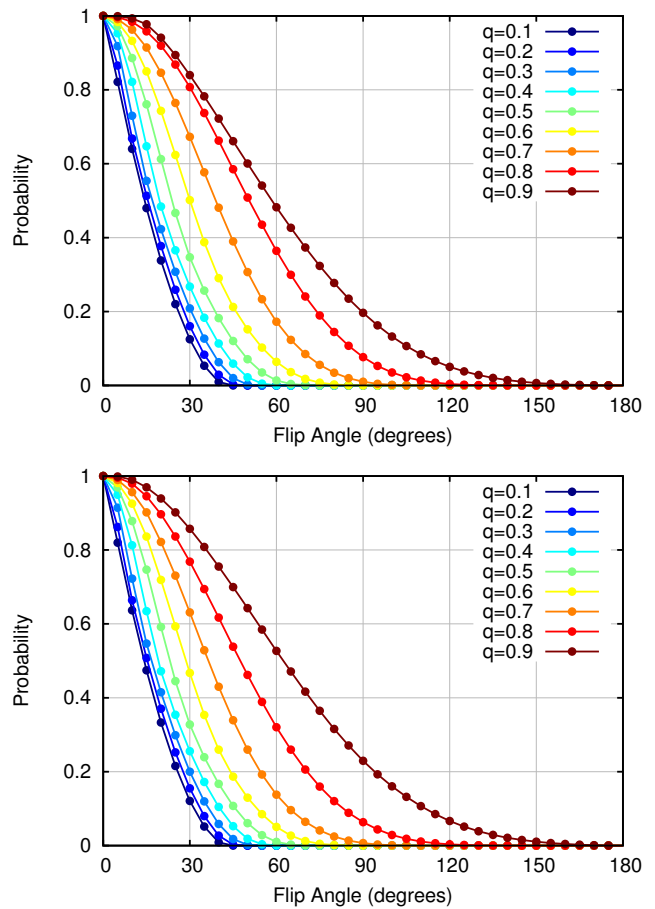 1
0.8
0.6
0.4
0.2
0
Probability
0 30 60 90 120 150 180
Flip Angle (degrees)
q=0.1
q=0.2
q=0.3
q=0.4
q=0.5
q=0.6
q=0.7
q=0.8
q=0.9
1
0.8
0.6
0.4
0.2
0
Probability
0 30 60 90 120 150 180
Flip Angle (degrees)
q=0.1
q=0.2
q=0.3
q=0.4
q=0.5
q=0.6
q=0.7
q=0.8
q=0.9